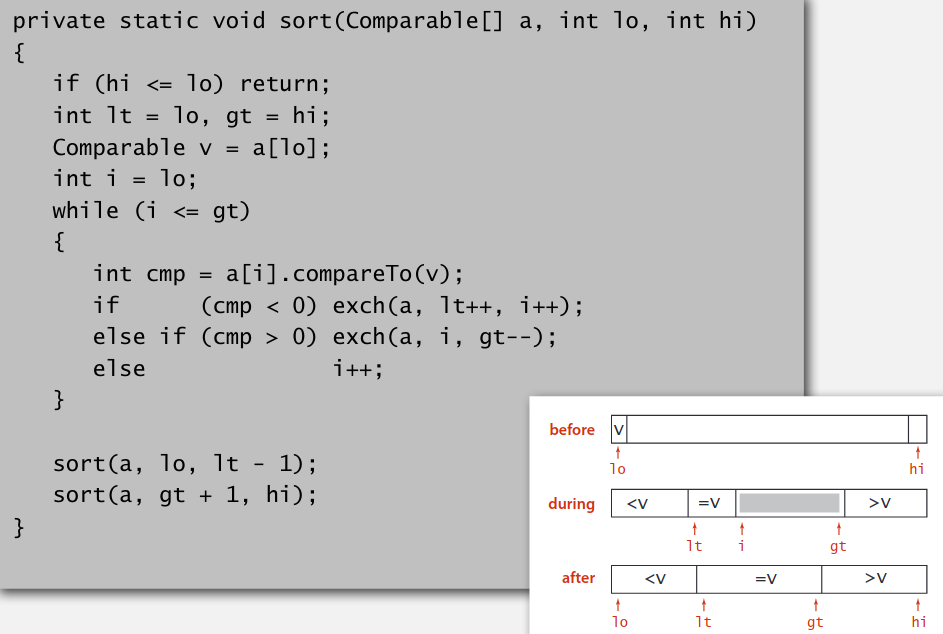 private static void sort(Comparable[] a, int lo, int hi)
{
if (hi <= lo) return;
int lt = lo, gt = hi;
Comparable v = a[lo];
int i = lo;
while (i <= gt)
{
int cmp = a[i].compareTo(v);
if (cmp < 0) exch(a, lt++, i++);
else if (cmp > 0) exch(a, i, gt--);
else i++;
}
sort(a, lo, lt - 1);
sort(a, gt + 1, hi);
}
before v
lo hi
during <v =v >v
lt i gt
after <v =v >v
lo lt gt hi